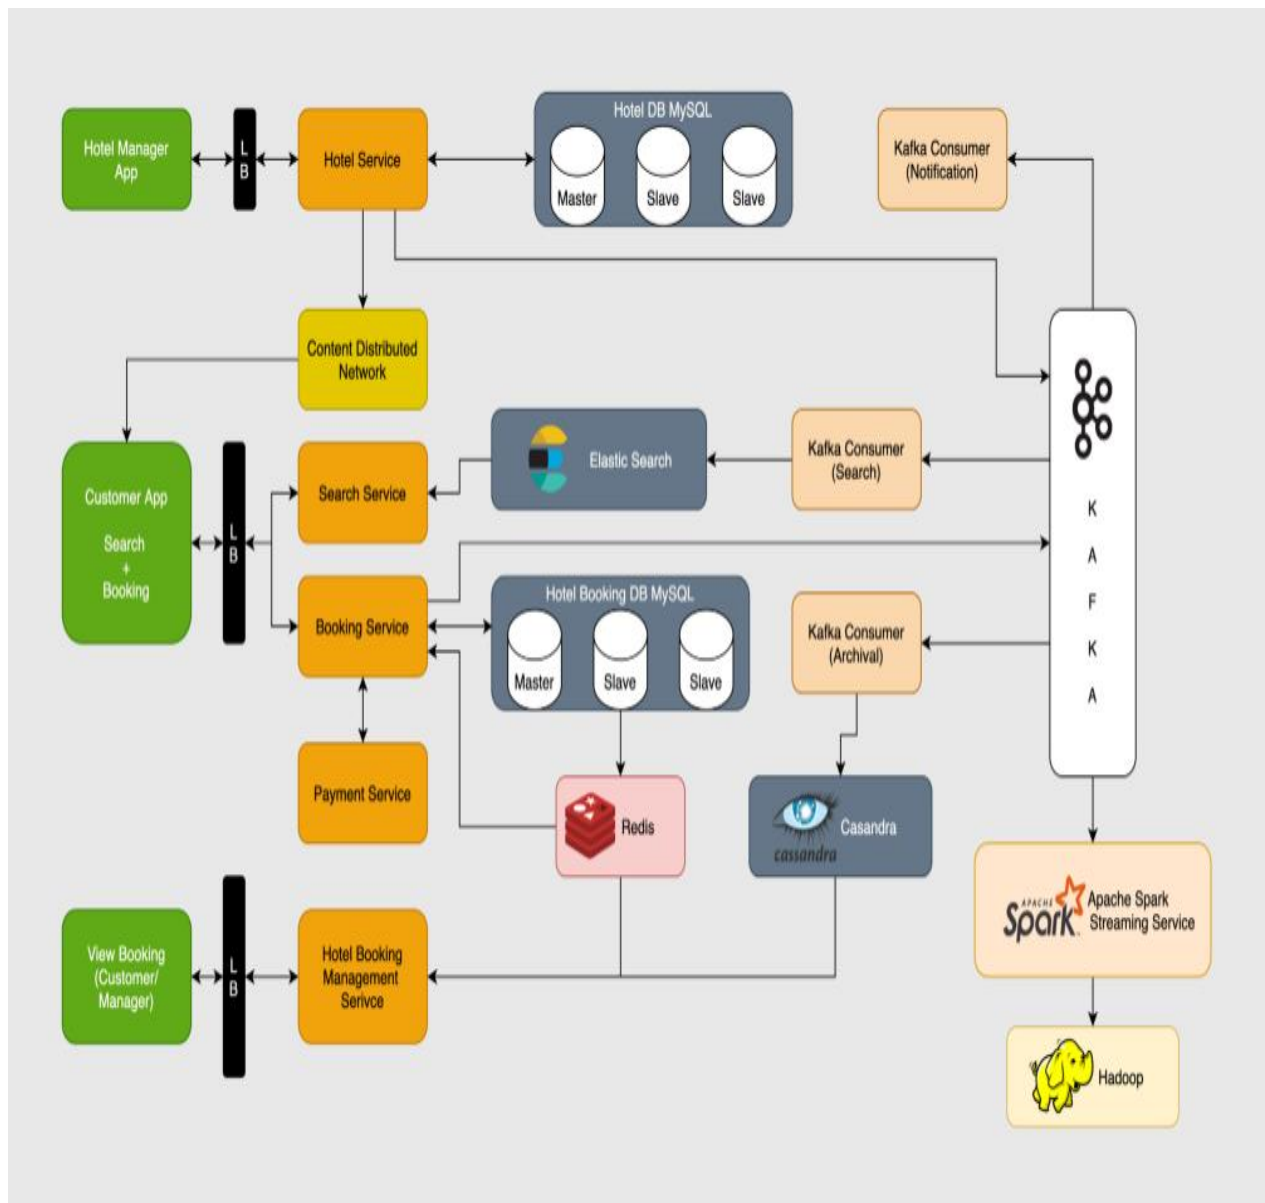 Hotel Manager
App
L
B
Hotel Service
Hotel DB MySQL
Master
Slave
Slave
Kafka Consumer
(Notification)
Content Distributed
Network
Customer App
Search
+
Booking
L
B
Search Service
Elastic Search
Kafka Consumer
(Search)
K
A
F
K
A
Booking Service
Hotel Booking DB MySQL
Master
Slave
Slave
Kafka Consumer
(Archival)
Payment Service
Redis
cassandra
Casandra
APACHE
Spark
Apache Spark
Streaming Service
View Booking
(Customer/
Manager)
L
B
Hotel Booking
Management
Serivce
Hadoop